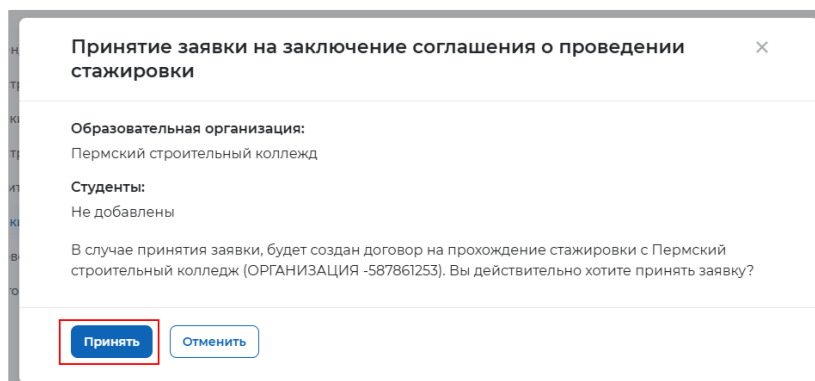 Принятие заявки на заключение соглашения о проведении
стажировки
Образовательная организация:
Пермский строительный коллежд
Студенты:
Не добавлены
В случае принятия заявки, будет создан договор на прохождение стажировки с Пермский
строительный колледж (ОРГАНИЗАЦИЯ -587861253). Вы действительно хотите принять заявку?
Принять
Отменить